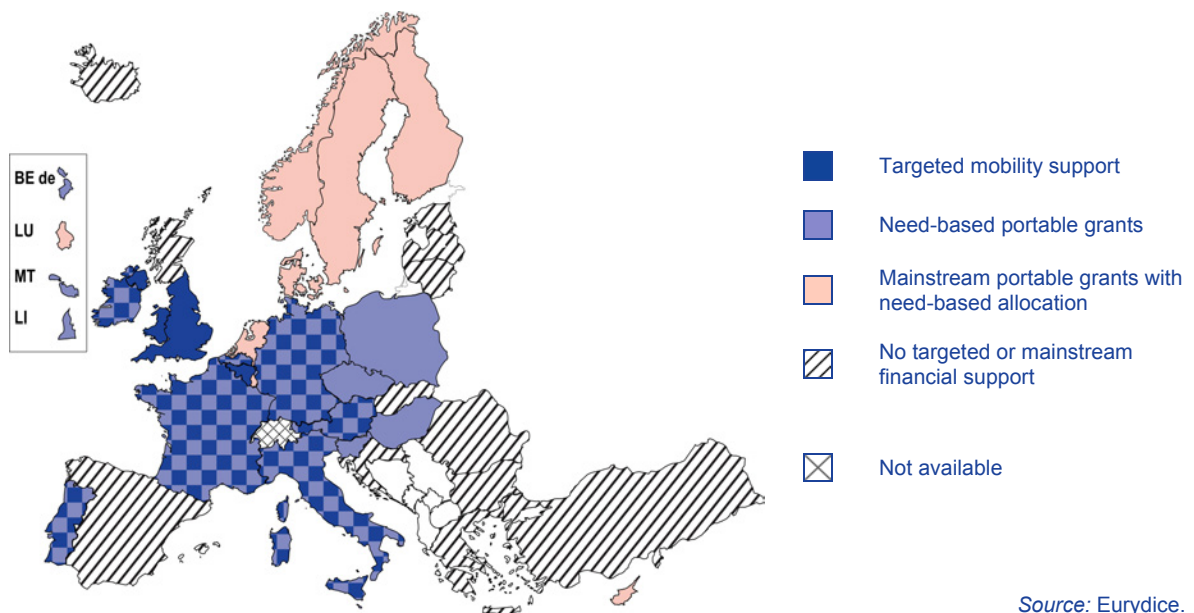 BE de
LU
MT
LI
Targeted mobility support
Need-based portable grants
Mainstream portable grants with
need-based allocation
No targeted or mainstream
financial support
Not available
Source: Eurydice.